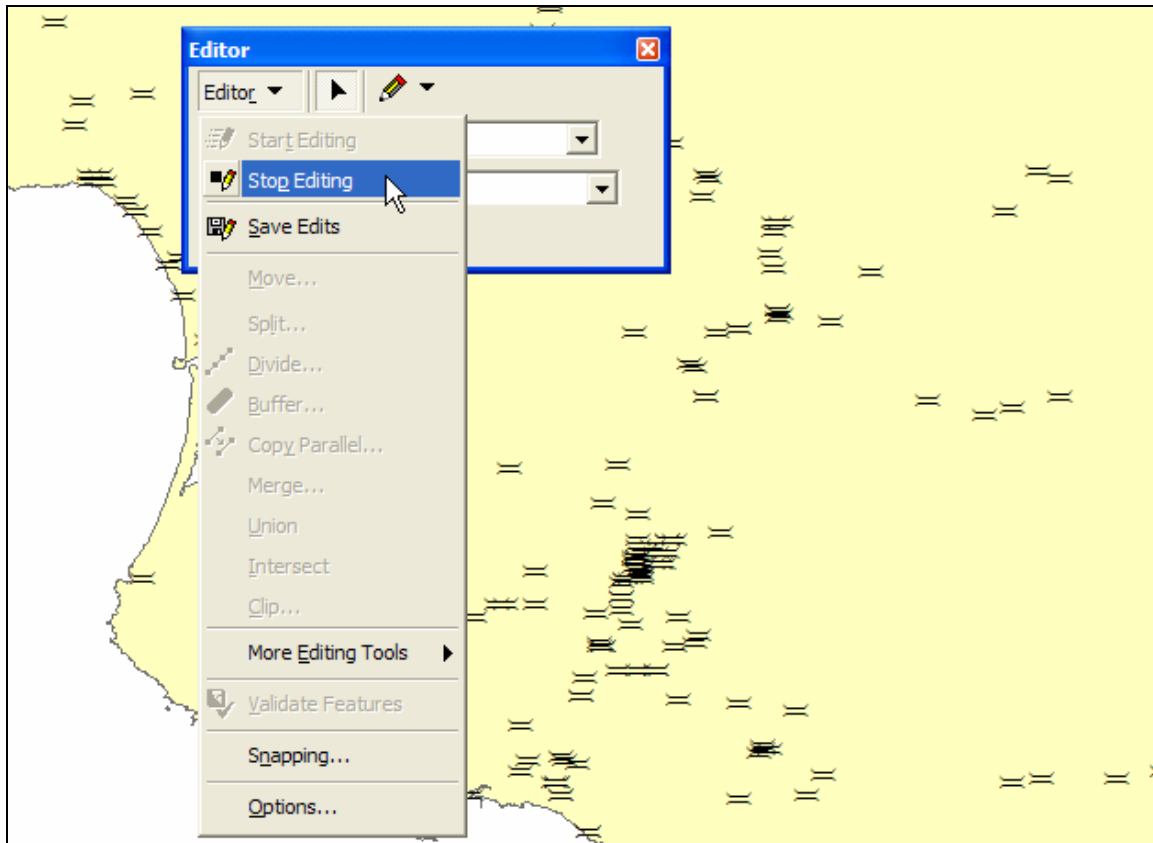 Editor
Editor
Start Editing
Stop Editing
Save Edits
Move...
Split...
Divide...
Buffer...
Copy Parallel...
Merge...
Union
Intersect
Clip...
More Editing Tools
Validate Features
Snapping...
Options...